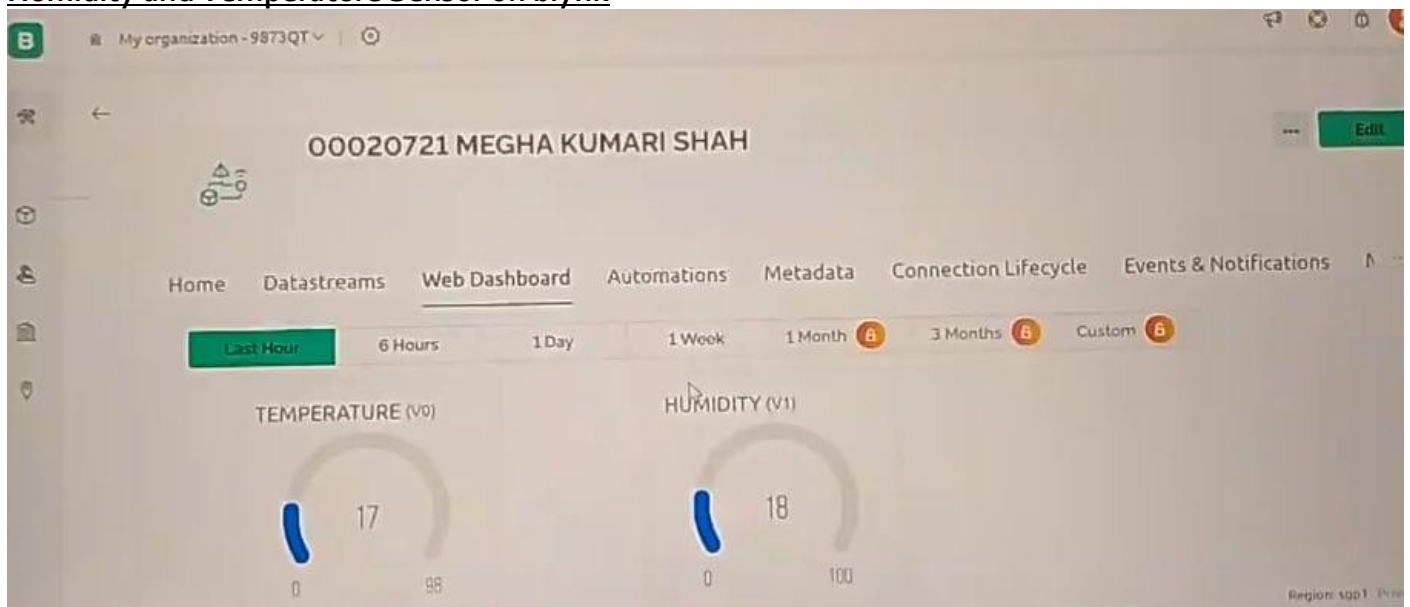 Humidity and Temperature Sensor on blynk
B My organization - 9873QT
00020721 MEGHA KUMARI SHAH
Edit
Home Datastreams Web Dashboard Automations Metadata Connection Lifecycle Events & Notifications
Last Hour 6 Hours 1 Day 1 Week 1 Month 3 Months Custom
TEMPERATURE (V0) HUMIDITY (V1)
17 18
0 98 0 100
Region: sgp1